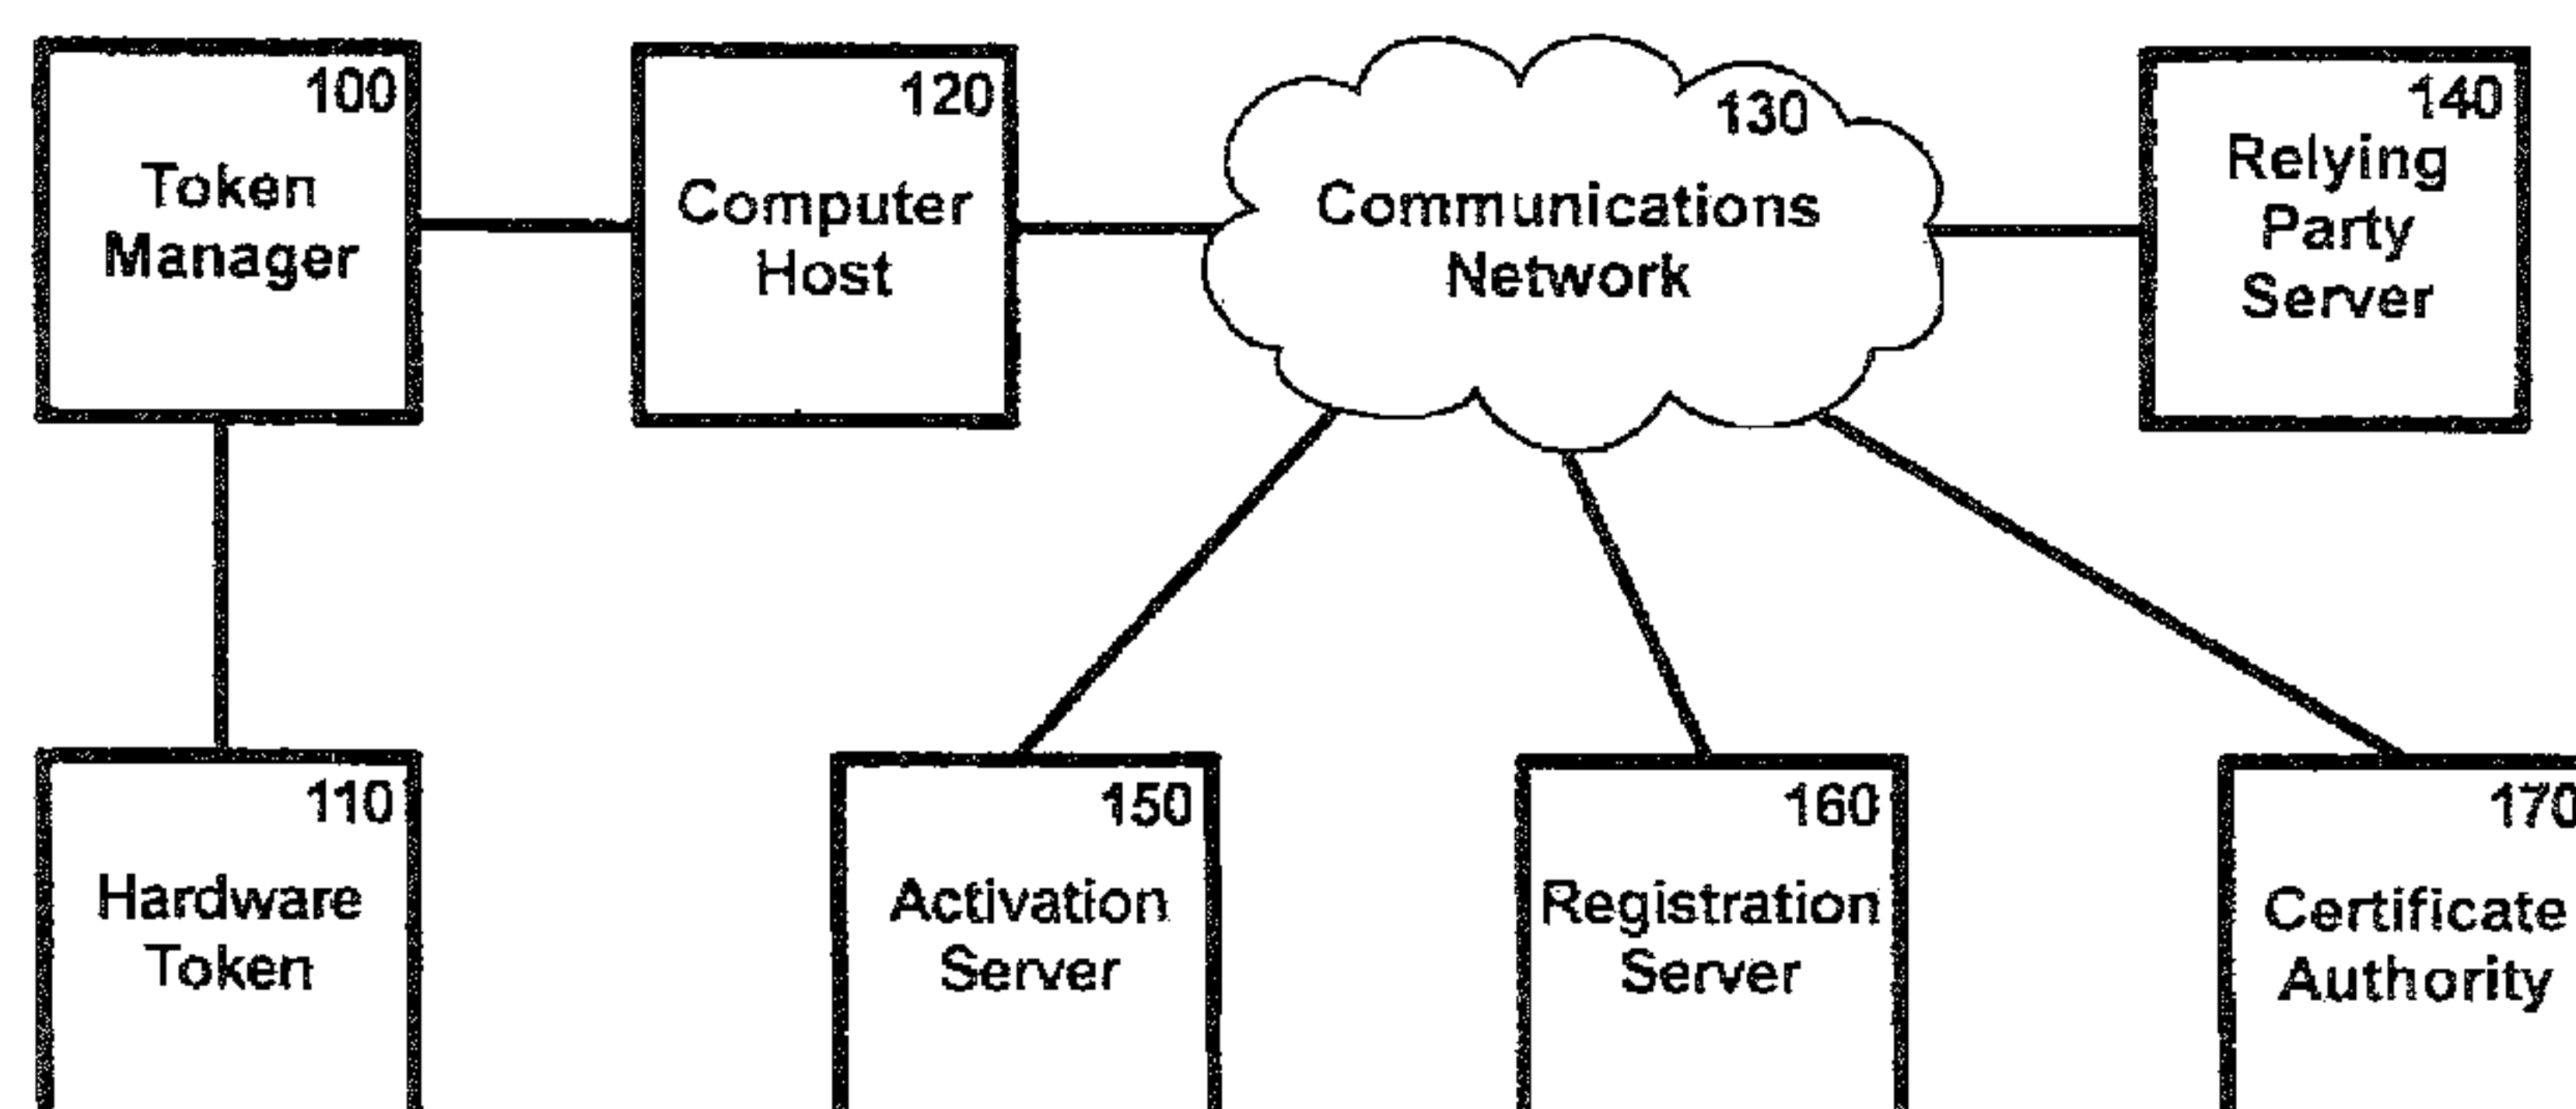 100
Token
Manager
120
Computer
Host
130
Communications
Network
140
Relying
Party
Server
110
Hardware
Token
150
Activation
Server
160
Registration
Server
170
Certificate
Authority